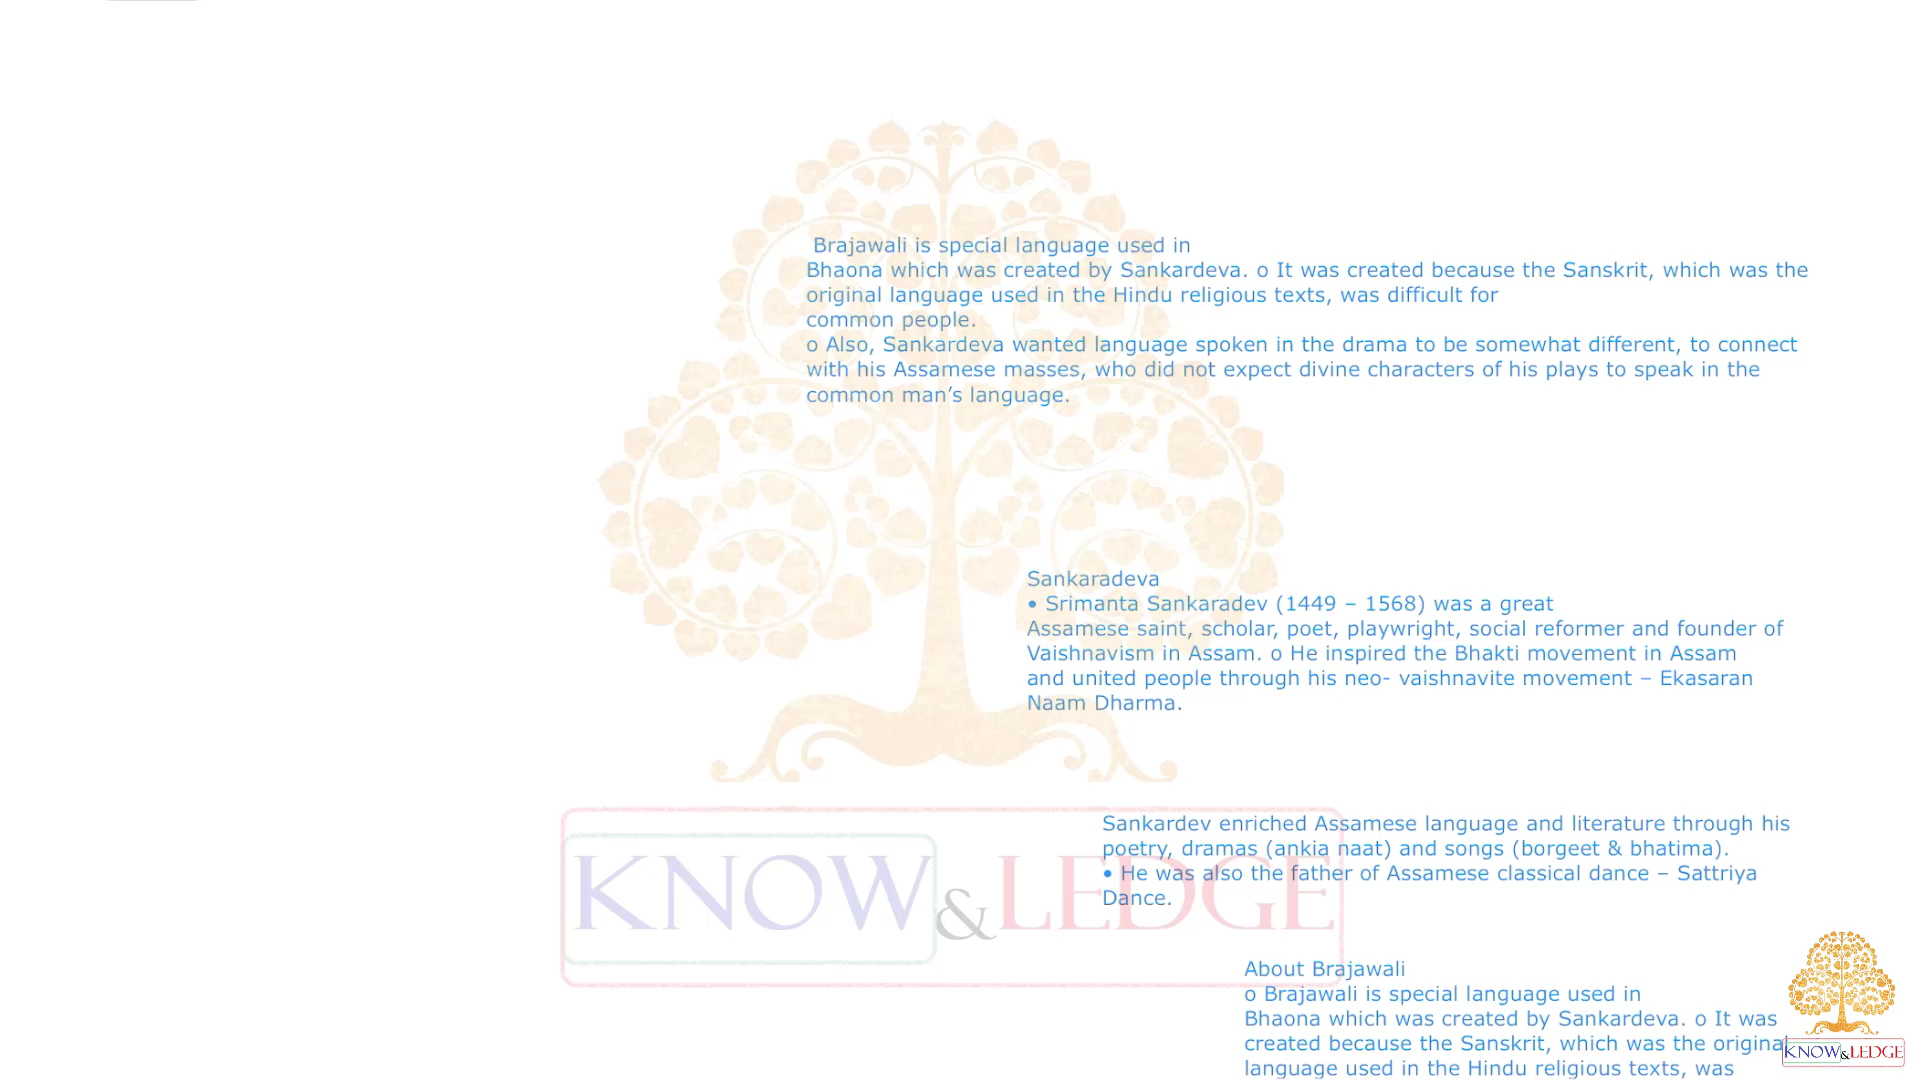 Brajawali is special language used in
Bhaona which was created by Sankardeva. o It was created because the Sanskrit, which was the
original language used in the Hindu religious texts, was difficult for
common people.
o Also, Sankardeva wanted language spoken in the drama to be somewhat different, to connect
with his Assamese masses, who did not expect divine characters of his plays to speak in the
common man’s language.
Sankaradeva
• Srimanta Sankaradev (1449 – 1568) was a great
Assamese saint, scholar, poet, playwright, social reformer and founder of
Vaishnavism in Assam. o He inspired the Bhakti movement in Assam
and united people through his neo- vaishnavite movement – Ekasaran
Naam Dharma.
Sankardev enriched Assamese language and literature through his
poetry, dramas (ankia naat) and songs (borgeet & bhatima).
• He was also the father of Assamese classical dance – Sattriya
Dance.
KNOW&LEDGE
About Brajawali
o Brajawali is special language used in
Bhaona which was created by Sankardeva. o It was
created because the Sanskrit, which was the original
language used in the Hindu religious texts, was
KNOW&LEDGE